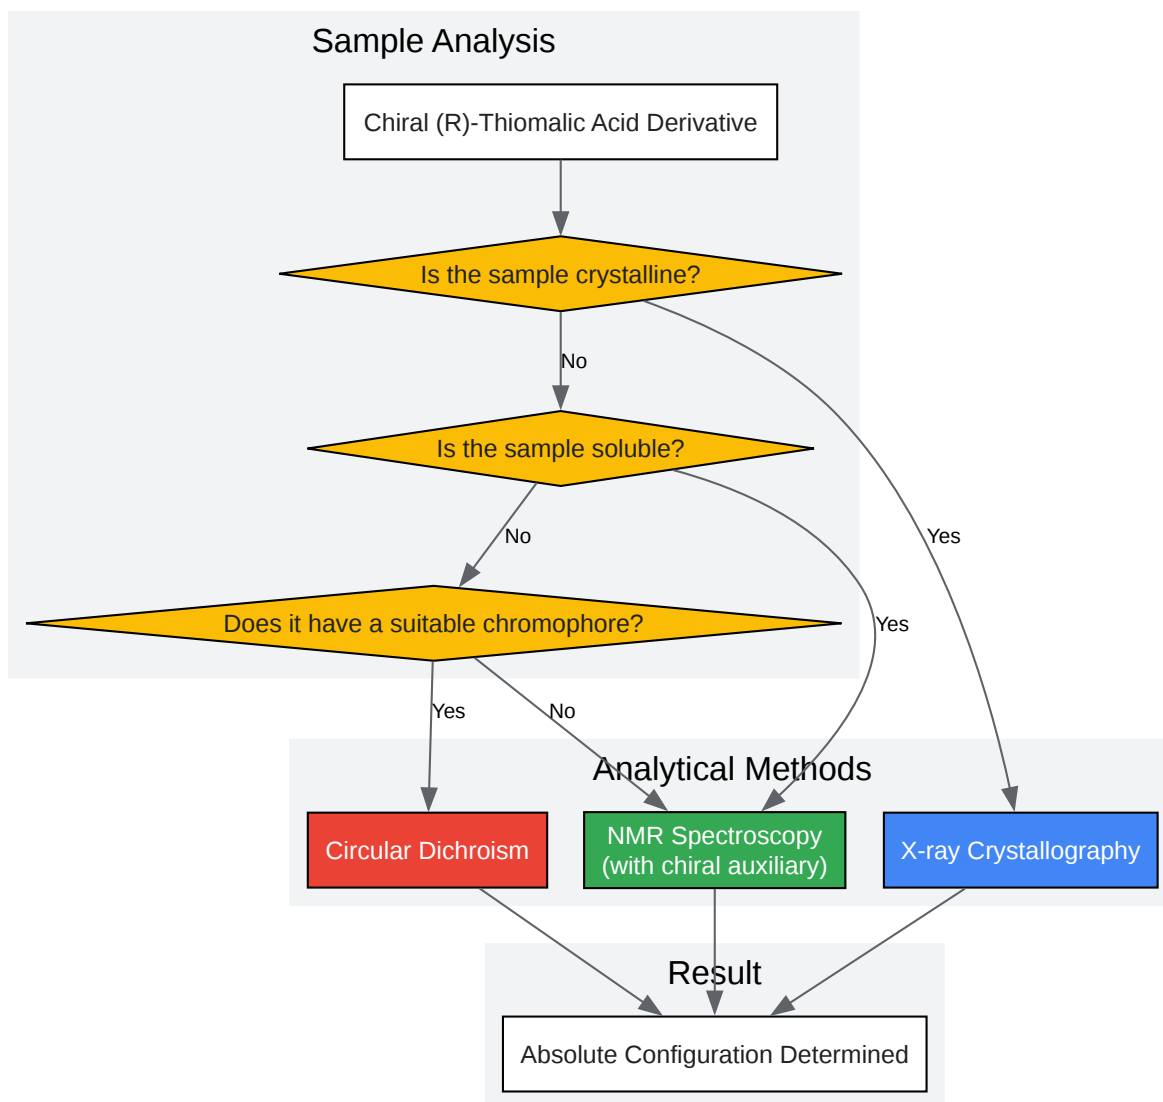 Sample Analysis
Chiral (R)-Thiomalic Acid Derivative
Is the sample crystalline?
No
Is the sample soluble?
No
Yes
Does it have a suitable chromophore?
Yes
Yes
No
Analytical Methods
Circular Dichroism
NMR Spectroscopy
(with chiral auxiliary)
X-ray Crystallography
Result
Absolute Configuration Determined